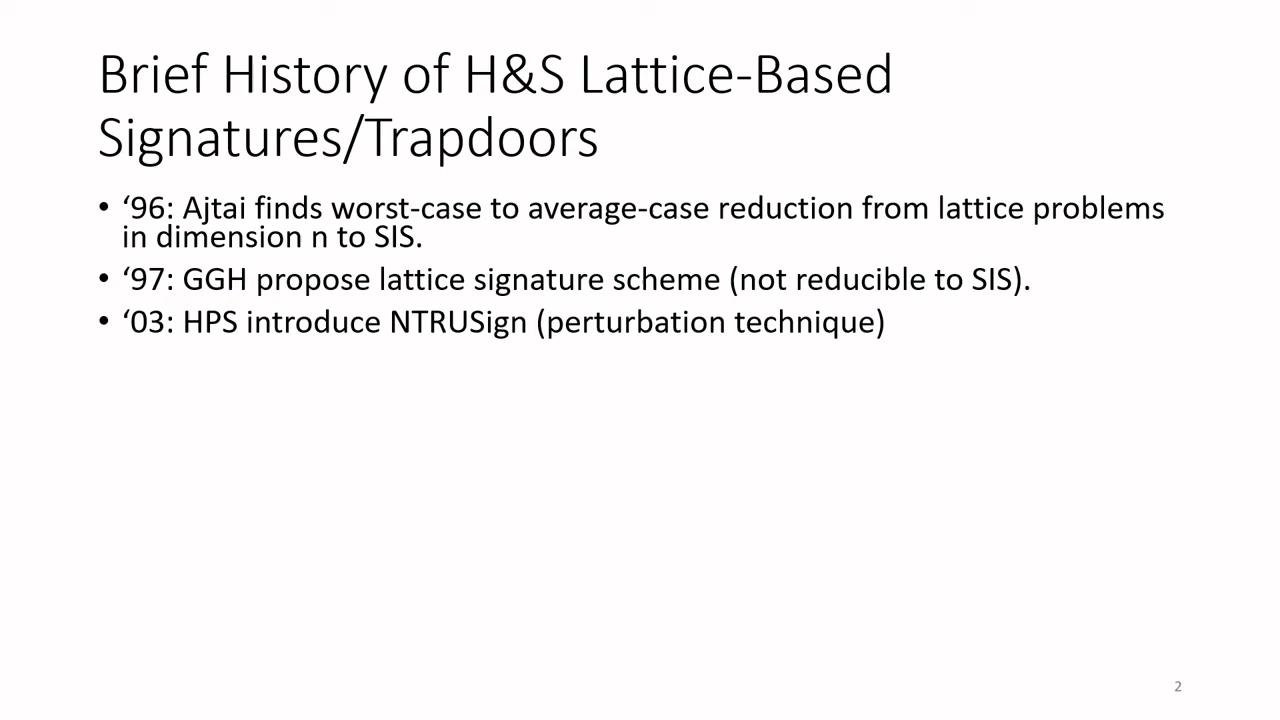 Brief History of H&S Lattice-Based
Signatures/Trapdoors
• ‘96: Ajtai finds worst-case to average-case reduction from lattice problems
in dimension n to SIS.
• ‘97: GGH propose lattice signature scheme (not reducible to SIS).
• ‘03: HPS introduce NTRUSign (perturbation technique)
2